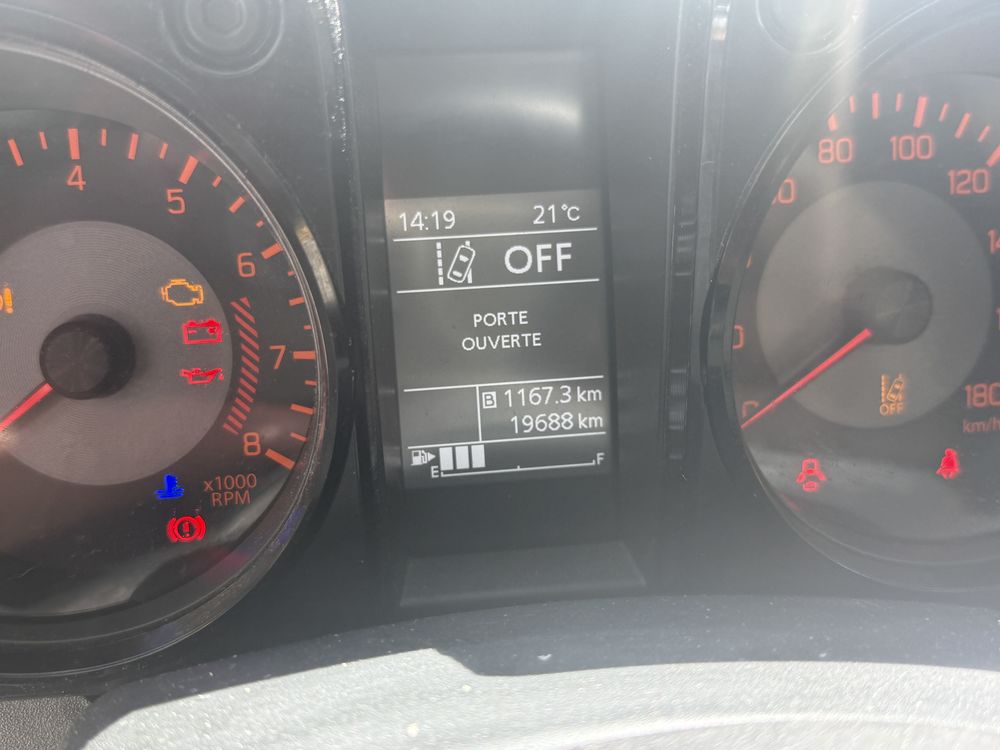 4
5
6
7
8
x1000
RPM
14:19 21°C
OFF
PORTE
OUVERTE
B 1167.3 km
19688 km
E F
80 100
120
OFF
180
km/h